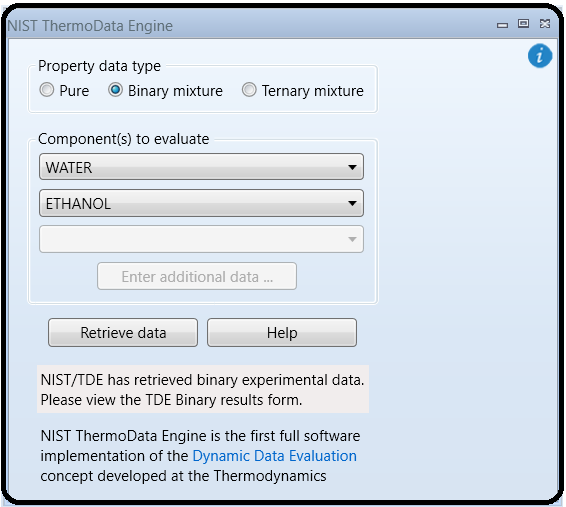 NIST ThermoData Engine
i
Property data type
Pure Binary mixture Ternary mixture
Component(s) to evaluate
WATER
ETHANOL
Enter additional data ...
Retrieve data Help
NIST/TDE has retrieved binary experimental data.
Please view the TDE Binary results form.
NIST ThermoData Engine is the first full software
implementation of the Dynamic Data Evaluation
concept developed at the Thermodynamics